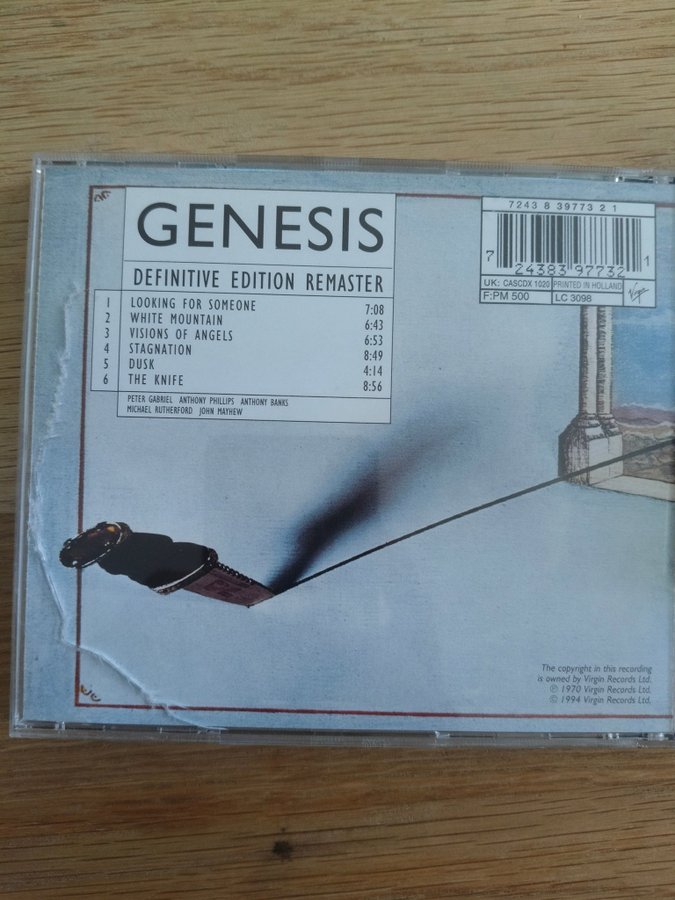 GENESIS
DEFINITIVE EDITION REMASTER
1 LOOKING FOR SOMEONE 7:08
2 WHITE MOUNTAIN 6:43
3 VISIONS OF ANGELS 6:53
4 STAGNATION 8:49
5 DUSK 4:14
6 THE KNIFE 8:56
PETER GABRIEL ANTHONY PHILLIPS ANTHONY BANKS
MICHAEL RUTHERFORD JOHN MAYHEW
7243 8 39773 2 1
7 24383 97732 1
UK: CASCDX 1020 PRINTED IN HOLLAND
F:PM 500 LC 3098 Virgin
The copyright in this recording
is owned by Virgin Records Ltd.
℗ 1970 Virgin Records Ltd.
© 1994 Virgin Records Ltd.